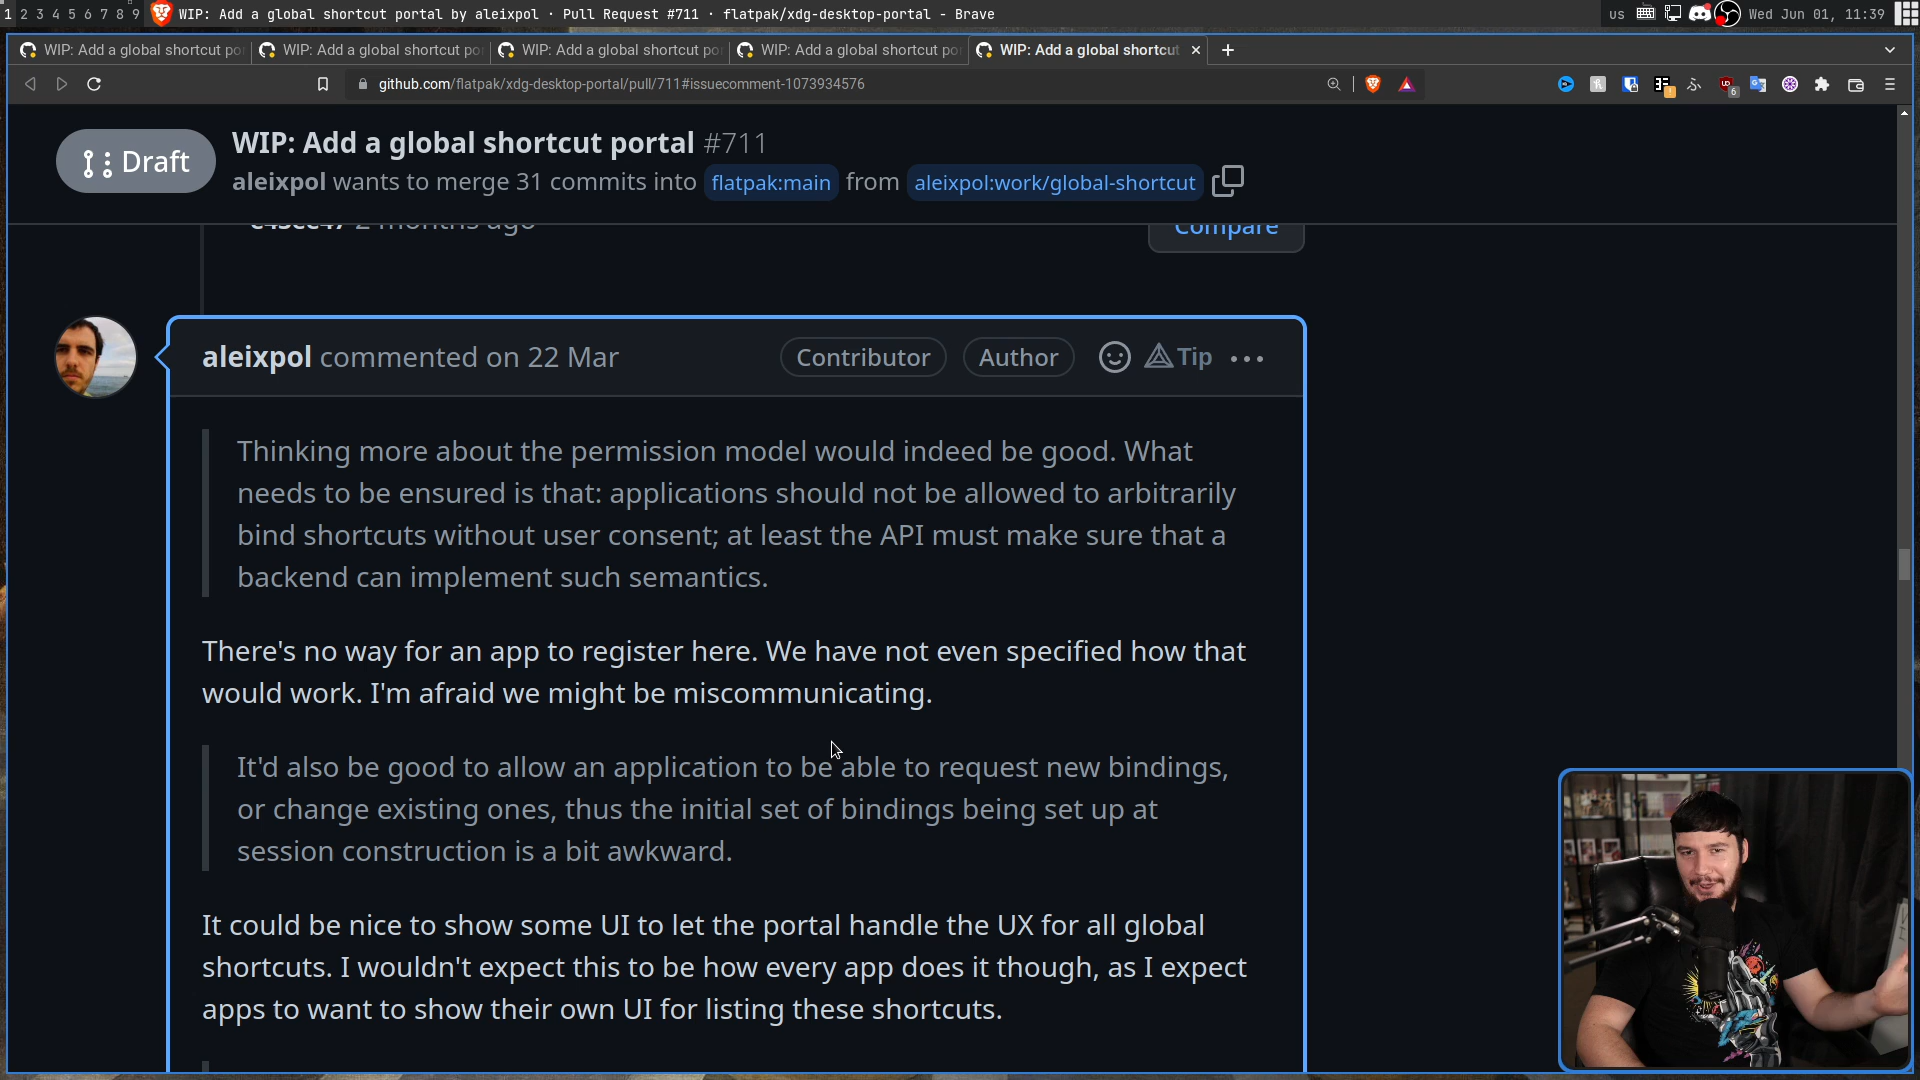 1 2 3 4 5 6 7 8 9 WIP: Add a global shortcut portal by aleixpol · Pull Request #711 · flatpak/xdg-desktop-portal - Brave us Wed Jun 01, 11:39
WIP: Add a global shortcut po WIP: Add a global shortcut po WIP: Add a global shortcut po WIP: Add a global shortcut po WIP: Add a global shortcut
github.com/flatpak/xdg-desktop-portal/pull/711#issuecomment-1073934576
Draft
WIP: Add a global shortcut portal #711
aleixpol wants to merge 31 commits into flatpak:main from aleixpol:work/global-shortcut
2 months ago
Compare
aleixpol commented on 22 Mar Contributor Author Tip
Thinking more about the permission model would indeed be good. What
needs to be ensured is that: applications should not be allowed to arbitrarily
bind shortcuts without user consent; at least the API must make sure that a
backend can implement such semantics.
There's no way for an app to register here. We have not even specified how that
would work. I'm afraid we might be miscommunicating.
It'd also be good to allow an application to be able to request new bindings,
or change existing ones, thus the initial set of bindings being set up at
session construction is a bit awkward.
It could be nice to show some UI to let the portal handle the UX for all global
shortcuts. I wouldn't expect this to be how every app does it though, as I expect
apps to want to show their own UI for listing these shortcuts.